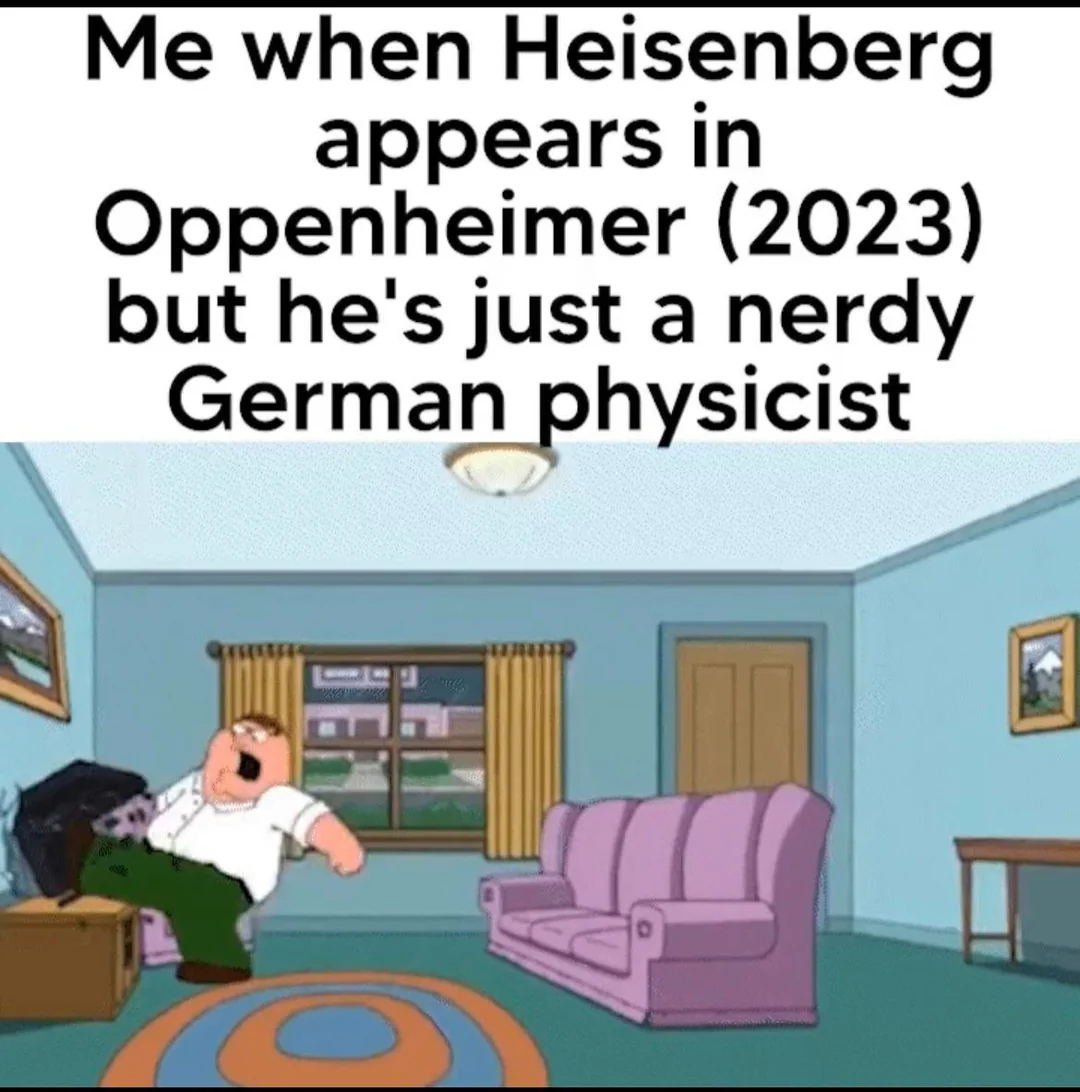 Me when Heisenberg
appears in
Oppenheimer (2023)
but he's just a nerdy
German physicist